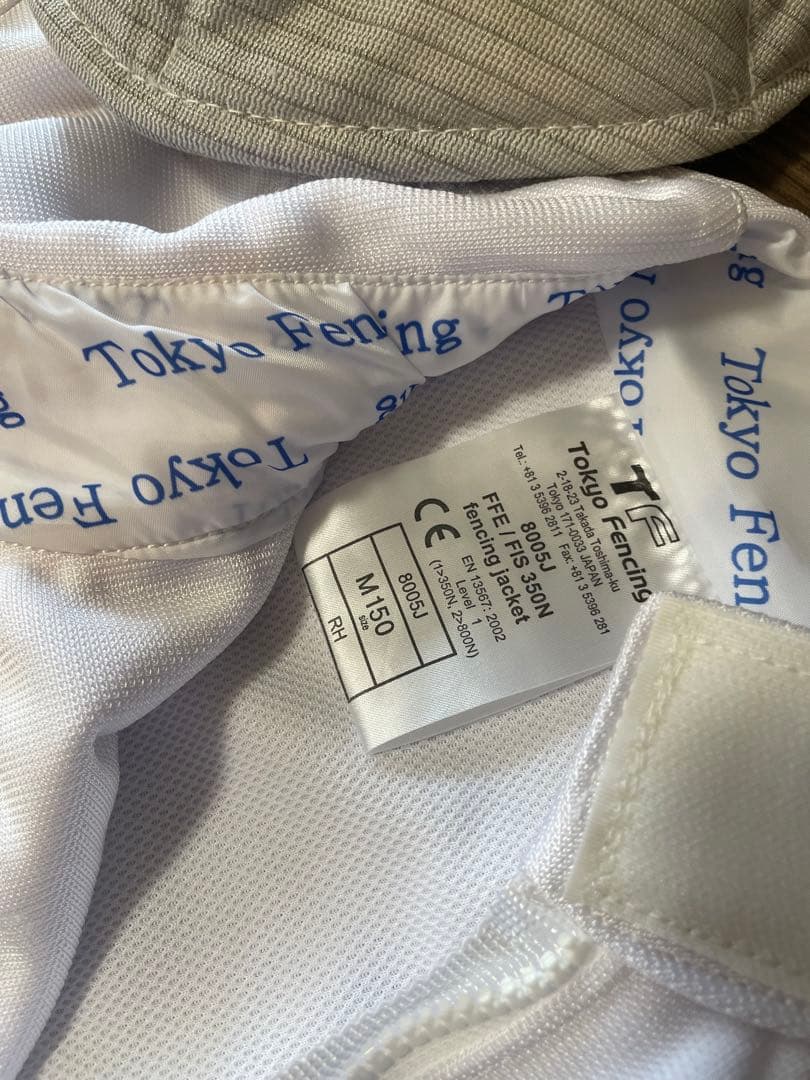 Tokyo Fencing
Tokyo Fen
Tokyo
Tokyo Fen
TF
Tokyo Fencing
2-18-23 Takada Toshima-ku
Tokyo 171-0033 JAPAN
Tel.: +81 3 5396 2811 Fax: +81 3 5396 281
8005J
FFE / FIS 350N
fencing jacket
EN 13567: 2002
Level 1
(1>350N, 2>800N)
CE
8005J
M 150
size
RH